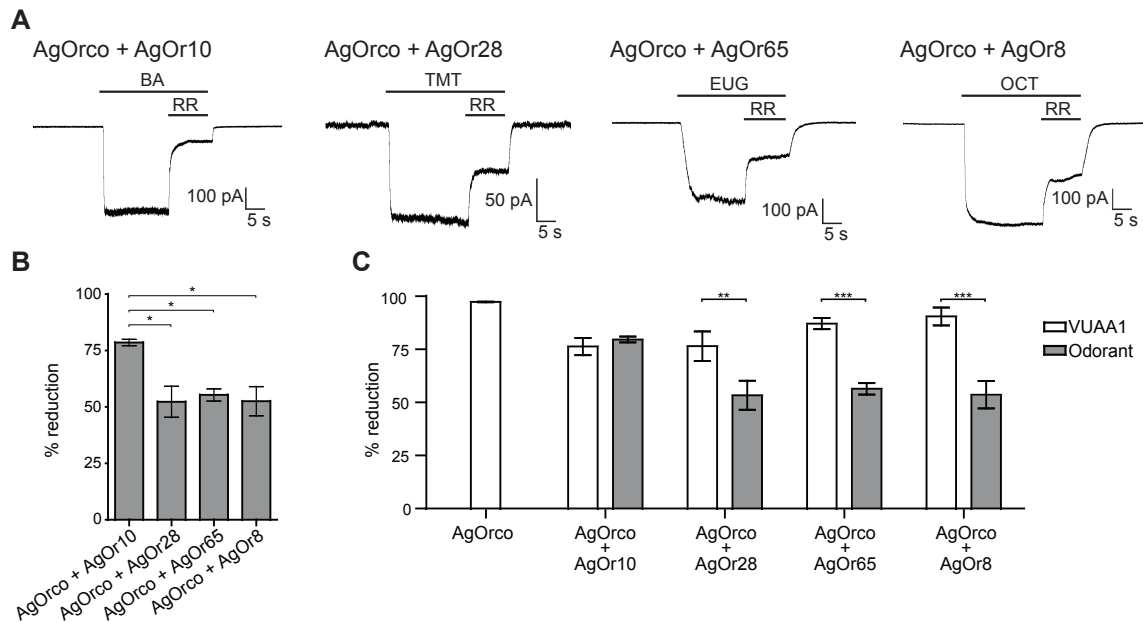 A
AgOrco + AgOr10
AgOrco + AgOr28
AgOrco + AgOr65
AgOrco + AgOr8
BA
TMT
EUG
OCT
RR
RR
RR
RR
100 pA
5 s
50 pA
5 s
100 pA
5 s
100 pA
5 s
B
% reduction
100
75
50
25
0
*
*
*
AgOrco + AgOr10
AgOrco + AgOr28
AgOrco + AgOr65
AgOrco + AgOr8
C
% reduction
100
75
50
25
0
**
***
***
VUAA1
Odorant
AgOrco
AgOrco
+
AgOr10
AgOrco
+
AgOr28
AgOrco
+
AgOr65
AgOrco
+
AgOr8